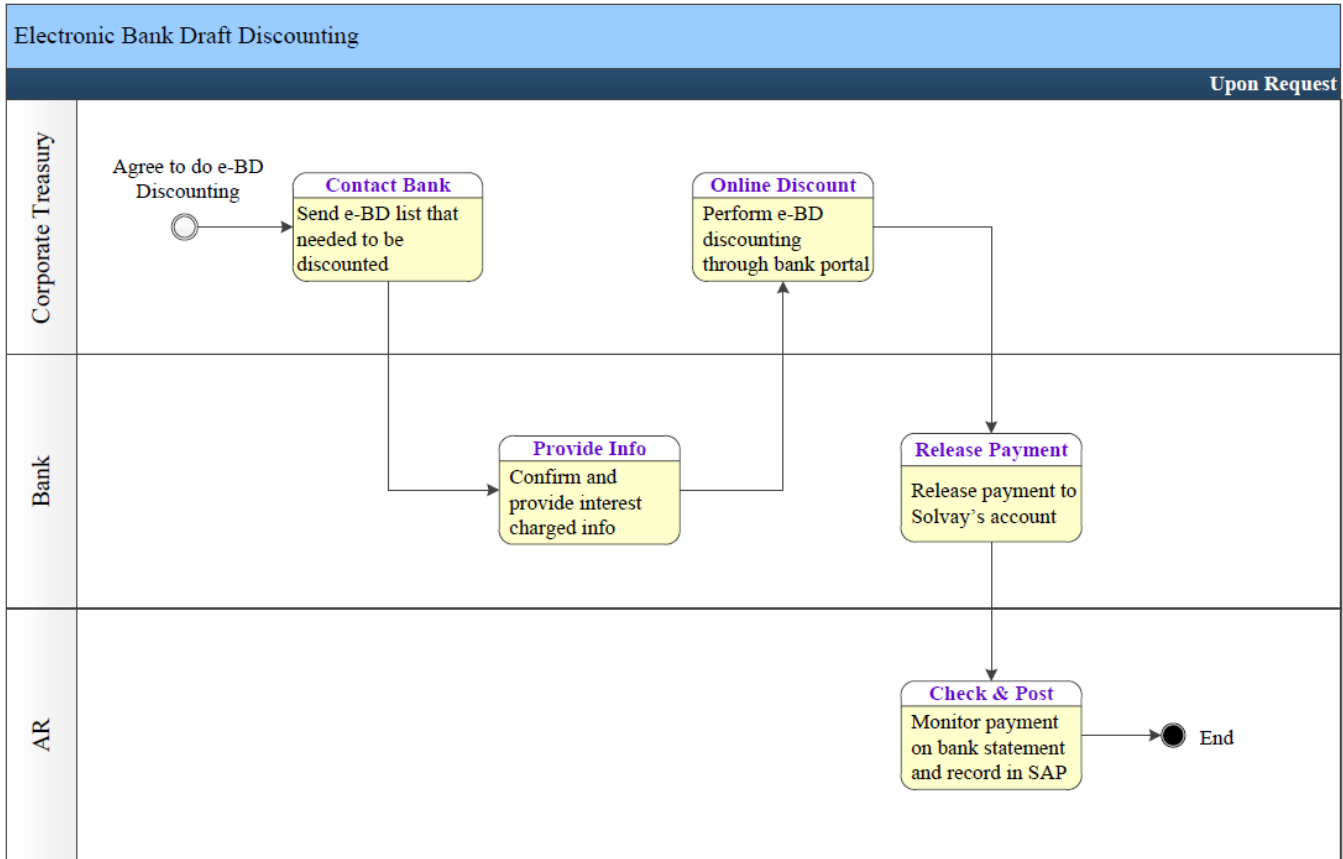 Electronic Bank Draft Discounting
Upon Request
Corporate Treasury
Agree to do e-BD
Discounting
Contact Bank
Send e-BD list that
needed to be
discounted
Online Discount
Perform e-BD
discounting
through bank portal
Bank
Provide Info
Confirm and
provide interest
charged info
Release Payment
Release payment to
Solvay’s account
AR
Check & Post
Monitor payment
on bank statement
and record in SAP
End